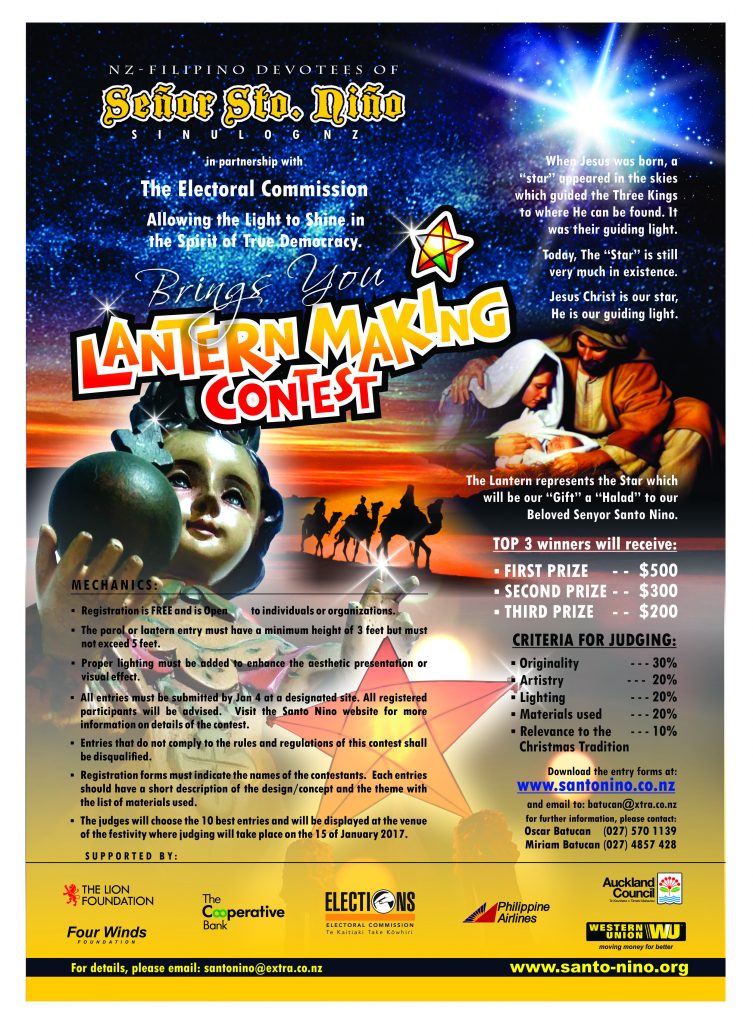 NZ-FILIPINO DEVOTEES OF
Señor Sto. Niño
SINULOGNZ
in partnership with
The Electoral Commission
Allowing the Light to Shine in
the Spirit of True Democracy.
Brings You
LANTERN MAKING
CONTEST
When Jesus was born, a
“star” appeared in the skies
which guided the Three Kings
to where He can be found. It
was their guiding light.
Today, The “Star” is still
very much in existence.
Jesus Christ is our star,
He is our guiding light.
The Lantern represents the Star which
will be our “Gift” a “Halad” to our
Beloved Senyor Santo Nino.
TOP 3 winners will receive:
▪ FIRST PRIZE - - $500
▪ SECOND PRIZE - - $300
▪ THIRD PRIZE - - $200
CRITERIA FOR JUDGING:
▪ Originality - - - 30%
▪ Artistry - - - 20%
▪ Lighting - - - 20%
▪ Materials used - - - 20%
▪ Relevance to the - - - 10%
Christmas Tradition
Download the entry forms at:
www.santonino.co.nz
and email to: batucan@xtra.co.nz
for further information, please contact:
Oscar Batucan (027) 570 1139
Miriam Batucan (027) 4857 428
MECHANICS:
▪ Registration is FREE and is Open to individuals or organizations.
▪ The parol or lantern entry must have a minimum height of 3 feet but must
not exceed 5 feet.
▪ Proper lighting must be added to enhance the aesthetic presentation or
visual effect.
▪ All entries must be submitted by Jan 4 at a designated site. All registered
participants will be advised. Visit the Santo Nino website for more
information on details of the contest.
▪ Entries that do not comply to the rules and regulations of this contest shall
be disqualified.
▪ Registration forms must indicate the names of the contestants. Each entries
should have a short description of the design/concept and the theme with
the list of materials used.
▪ The judges will choose the 10 best entries and will be displayed at the venue
of the festivity where judging will take place on the 15 of January 2017.
SUPPORTED BY:
THE LION
FOUNDATION
Four Winds
FOUNDATION
The
Cooperative
Bank
ELECTIONS
ELECTORAL COMMISSION
Te Kaitiaki Take Kōwhiri
Philippine
Airlines
Auckland
Council
Te Kaunihera o Tāmaki Makaurau
WESTERN
UNION WU
moving money for better
For details, please email: santonino@extra.co.nz
www.santo-nino.org